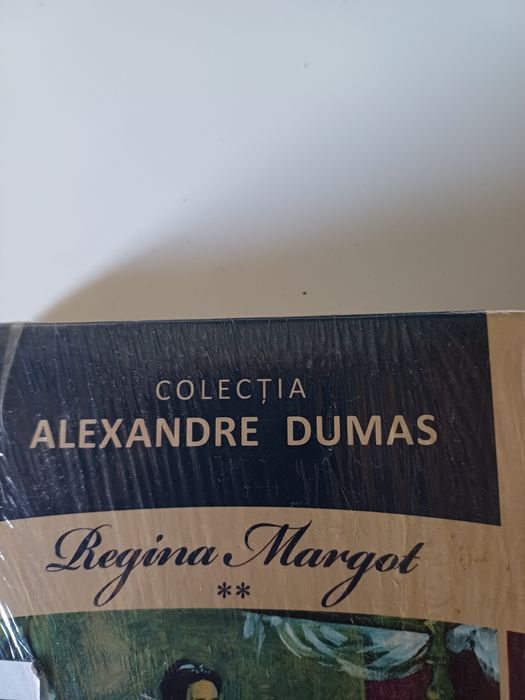 COLECȚIA
ALEXANDRE DUMAS
Regina Margot
**